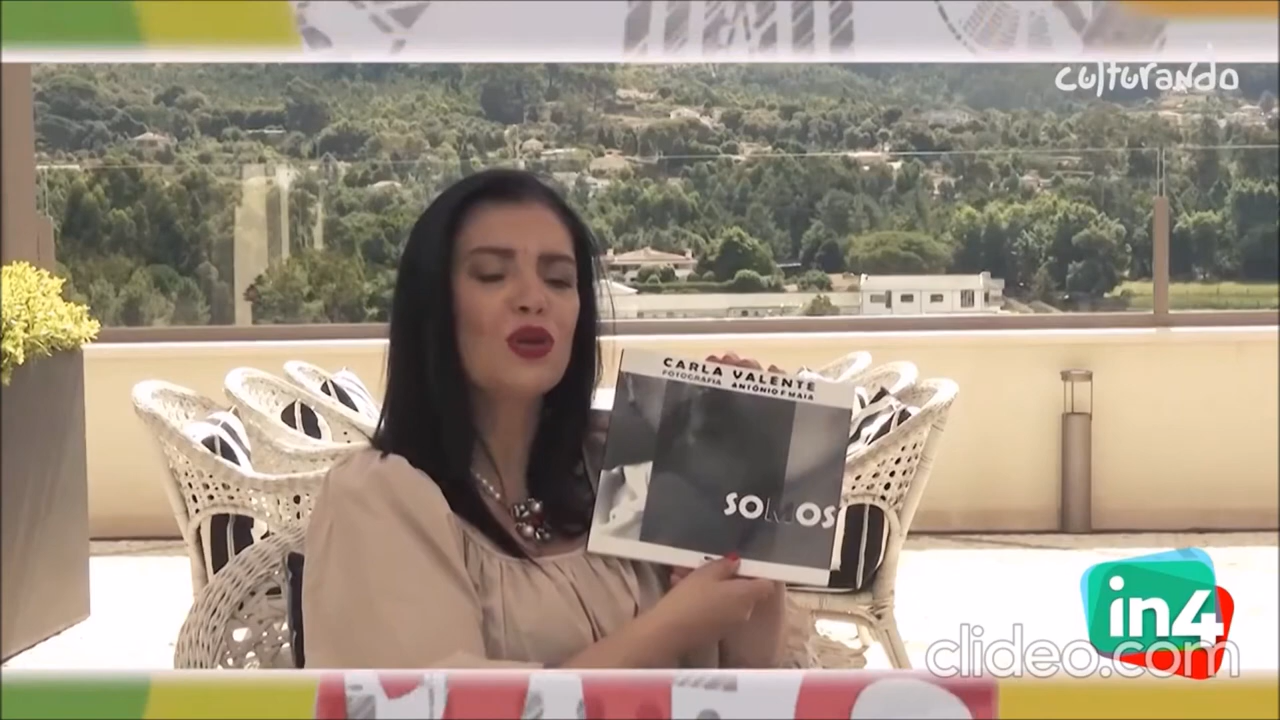 culturando
CARLA VALENTE
FOTOGRAFIA ANTÓNIO F MAIA
SOMOS
in4
clideo.com